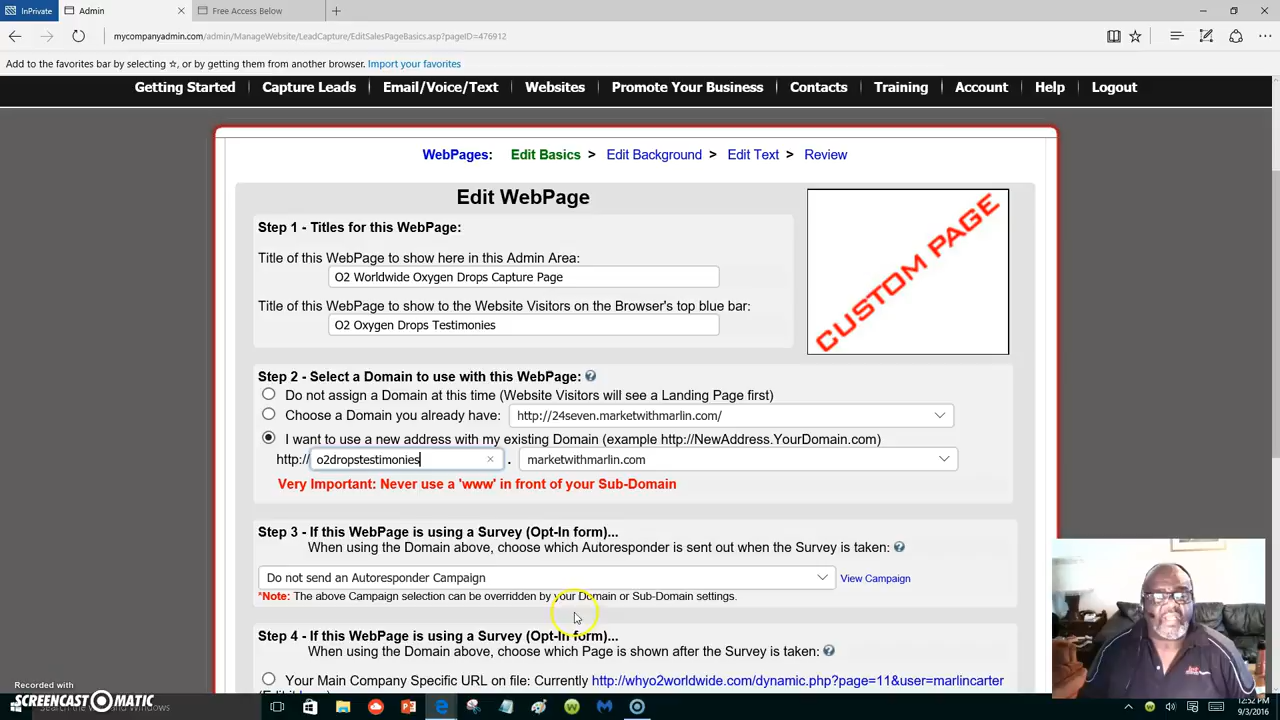 InPrivate
Admin
Free Access Below
mycompanyadmin.com/admin/ManageWebsite/LeadCapture/EditSalesPageBasics.asp?pageID=476912
Add to the favorites bar by selecting ☆, or by getting them from another browser. Import your favorites
Getting Started
Capture Leads
Email/Voice/Text
Websites
Promote Your Business
Contacts
Training
Account
Help
Logout
WebPages: Edit Basics > Edit Background > Edit Text > Review
Edit WebPage
CUSTOM PAGE
Step 1 - Titles for this WebPage:
Title of this WebPage to show here in this Admin Area:
O2 Worldwide Oxygen Drops Capture Page
Title of this WebPage to show to the Website Visitors on the Browser's top blue bar:
O2 Oxygen Drops Testimonies
Step 2 - Select a Domain to use with this WebPage:
Do not assign a Domain at this time (Website Visitors will see a Landing Page first)
Choose a Domain you already have: http://24seven.marketwithmarlin.com/
I want to use a new address with my existing Domain (example http://NewAddress.YourDomain.com)
http:// o2dropstestimonies . marketwithmarlin.com
Very Important: Never use a 'www' in front of your Sub-Domain
Step 3 - If this WebPage is using a Survey (Opt-In form)...
When using the Domain above, choose which Autoresponder is sent out when the Survey is taken:
Do not send an Autoresponder Campaign
View Campaign
*Note: The above Campaign selection can be overridden by your Domain or Sub-Domain settings.
Step 4 - If this WebPage is using a Survey (Opt-In form)...
When using the Domain above, choose which Page is shown after the Survey is taken:
Your Main Company Specific URL on file: Currently http://whyo2worldwide.com/dynamic.php?page=11&user=marlincarter
Recorded with
SCREENCAST-O-MATIC
Search the web and Windows
12:52 PM
9/3/2016